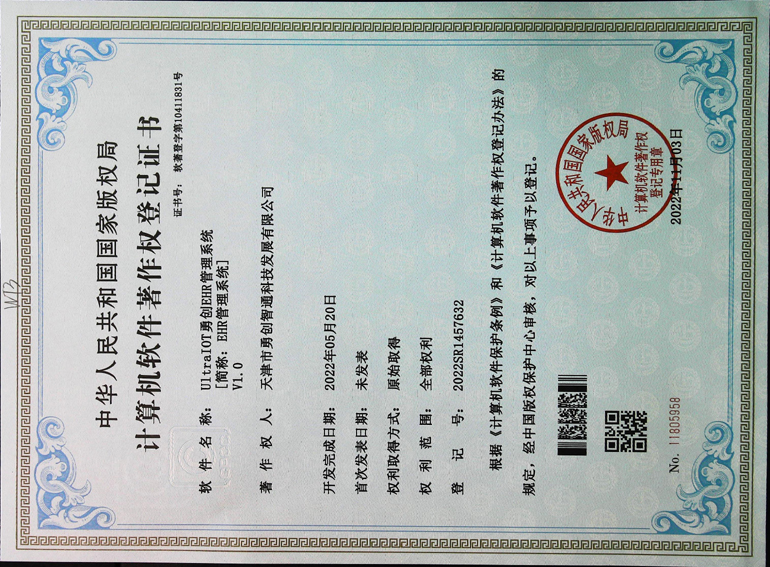 中华人民共和国国家版权局
计算机软件著作权登记证书
证书号：软著登字第10411831号
软件名称：UltraIOT勇创EHR管理系统
[简称：EHR管理系统]
V1.0
著作权人：天津市勇创智通科技发展有限公司
开发完成日期：2022年05月20日
首次发表日期：未发表
权利取得方式：原始取得
权利范围：全部权利
登记号：2022SR1457632
根据《计算机软件保护条例》和《计算机软件著作权登记办法》的
规定，经中国版权保护中心审核，对以上事项予以登记。
中华人民共和国国家版权局
计算机软件著作权
登记专用章
2022年11月03日
No. 11805958